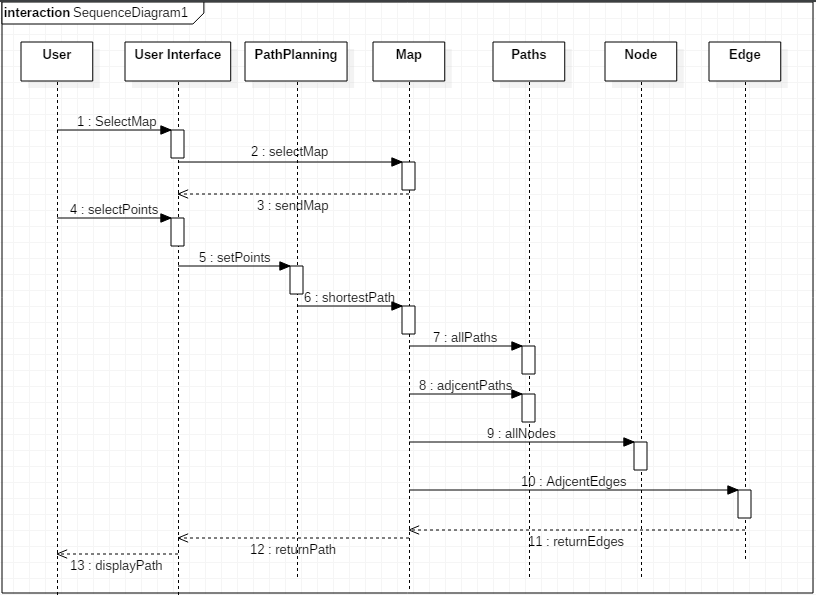 interaction SequenceDiagram1
User
User Interface
PathPlanning
Map
Paths
Node
Edge
1 : SelectMap
2 : selectMap
3 : sendMap
4 : selectPoints
5 : setPoints
6 : shortestPath
7 : allPaths
8 : adjcentPaths
9 : allNodes
10 : AdjcentEdges
11 : returnEdges
12 : returnPath
13 : displayPath